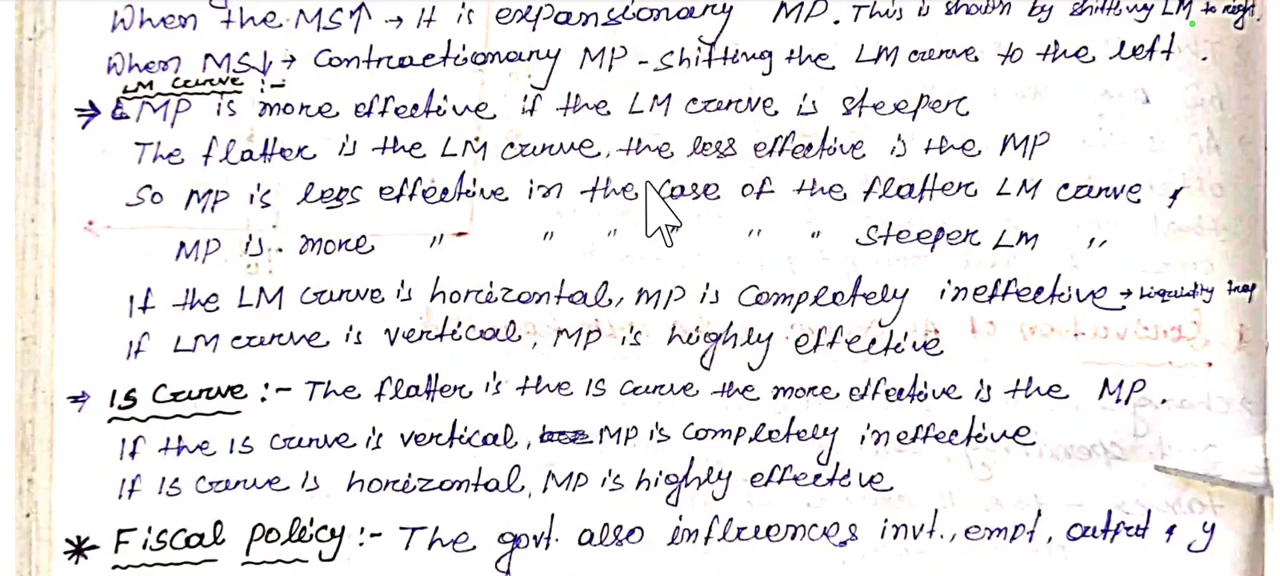 When the MS↑ → It is expansionary MP. This is shown by shifting LM to right.
When MS↓ → Contractionary MP - shifting the LM curve to the left.
LM curve :-
⇒ MP is more effective if the LM curve is steeper
The flatter is the LM curve, the less effective is the MP
So MP is less effective in the case of the flatter LM curve &
MP is more " " " " " steeper LM "
If the LM curve is horizontal, MP is completely ineffective → Liquidity trap
If LM curve is vertical, MP is highly effective
⇒ IS Curve :- The flatter is the IS curve the more effective is the MP.
If the IS curve is vertical, MP is completely ineffective
If IS curve is horizontal, MP is highly effective
* Fiscal policy :- The govt. also influences invt., empt, output & y